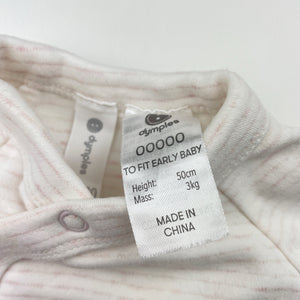 dymples
dymples
00000
TO FIT EARLY BABY
Height: 50cm
Mass: 3kg
MADE IN
CHINA